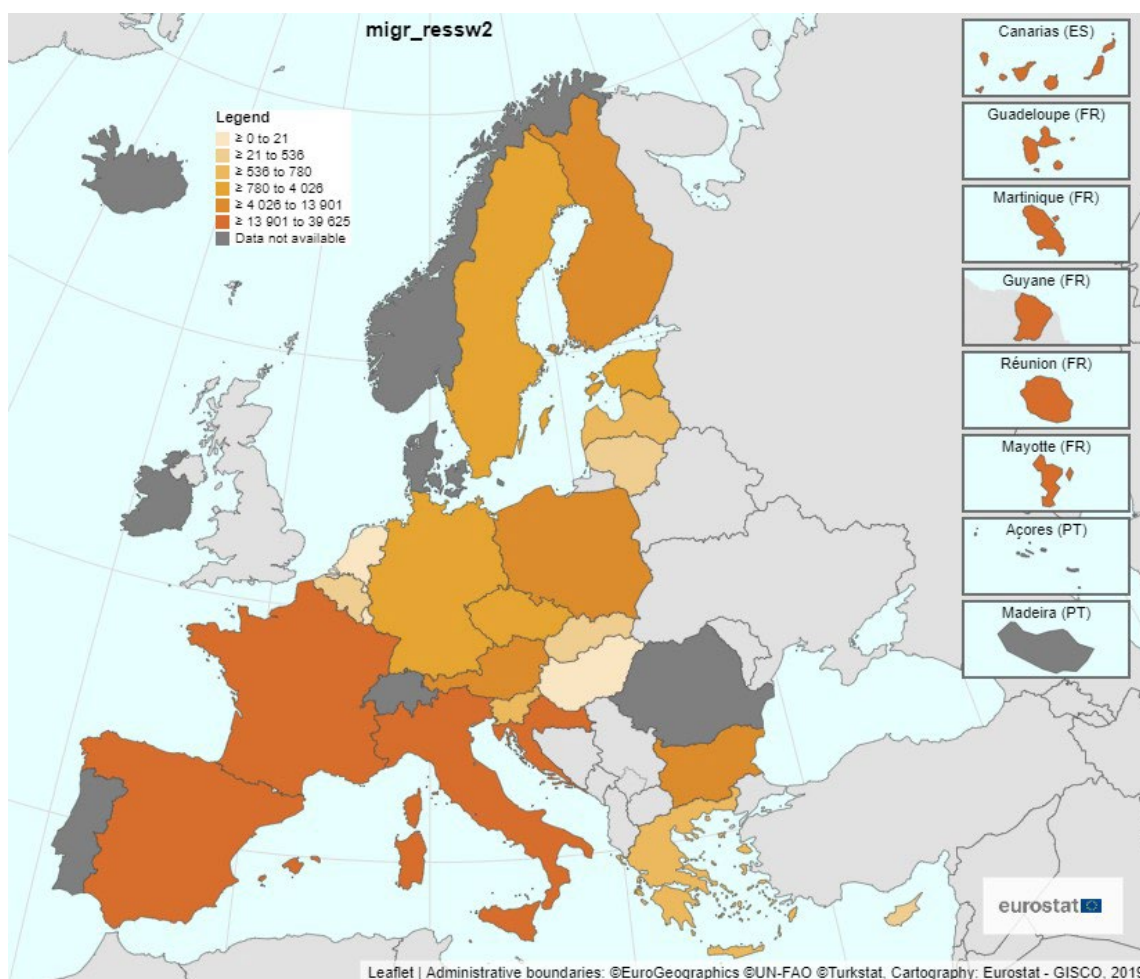 migr_ressw2
Legend
≥ 0 to 21
≥ 21 to 536
≥ 536 to 780
≥ 780 to 4 026
≥ 4 026 to 13 901
≥ 13 901 to 39 625
Data not available
Canarias (ES)
Guadeloupe (FR)
Martinique (FR)
Guyane (FR)
Réunion (FR)
Mayotte (FR)
Açores (PT)
Madeira (PT)
eurostat
Leaflet | Administrative boundaries: ©EuroGeographics ©UN-FAO ©Turkstat, Cartography: Eurostat - GISCO, 2019